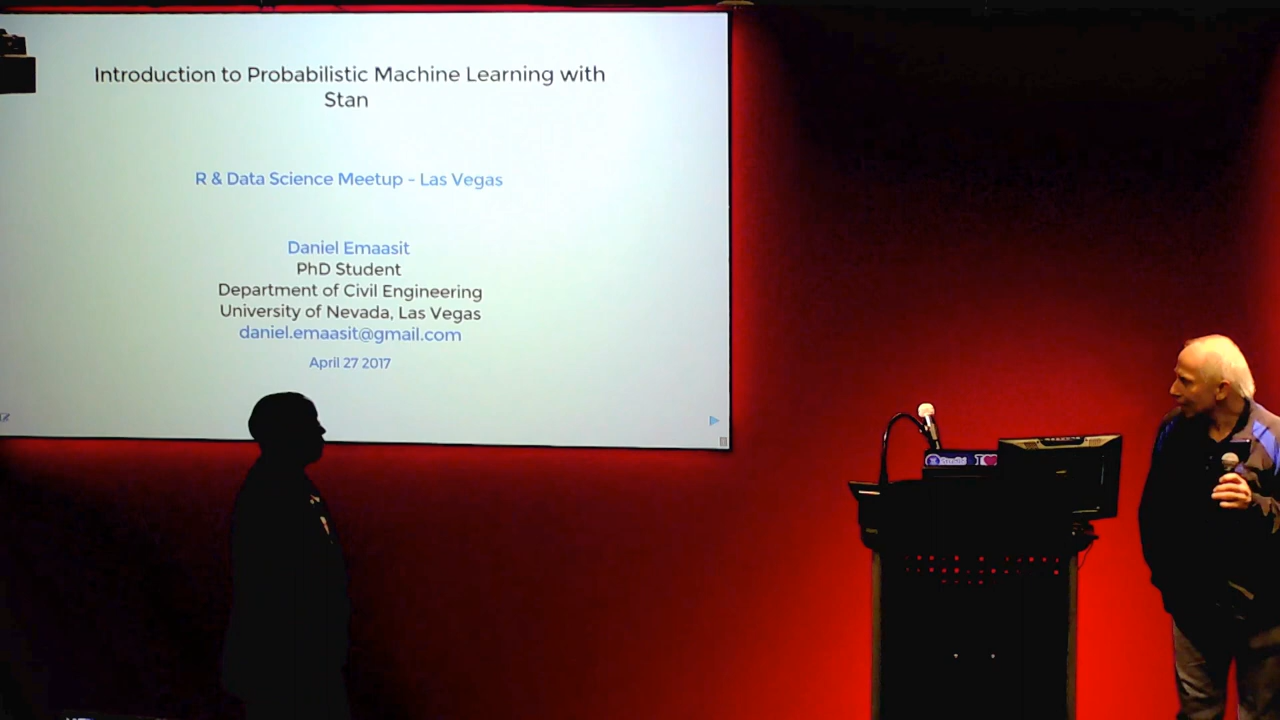 Introduction to Probabilistic Machine Learning with
Stan
R & Data Science Meetup - Las Vegas
Daniel Emaasit
PhD Student
Department of Civil Engineering
University of Nevada, Las Vegas
daniel.emaasit@gmail.com
April 27 2017